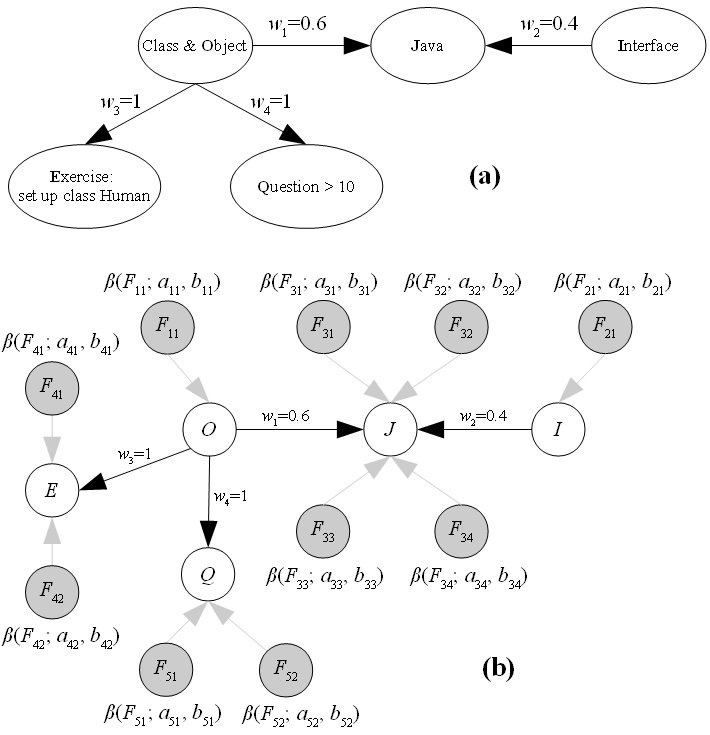 w1=0.6
w2=0.4
Class & Object
Java
Interface
w3=1
w4=1
Exercise:
set up class Human
Question > 10
(a)
β(F11; a11, b11)
β(F31; a31, b31)
β(F32; a32, b32)
β(F21; a21, b21)
F11
F31
F32
F21
β(F41; a41, b41)
F41
O
w1=0.6
J
w2=0.4
I
w3=1
E
w4=1
F33
F34
Q
β(F33; a33, b33)
β(F34; a34, b34)
F42
β(F42; a42, b42)
F51
F52
(b)
β(F51; a51, b51)
β(F52; a52, b52)